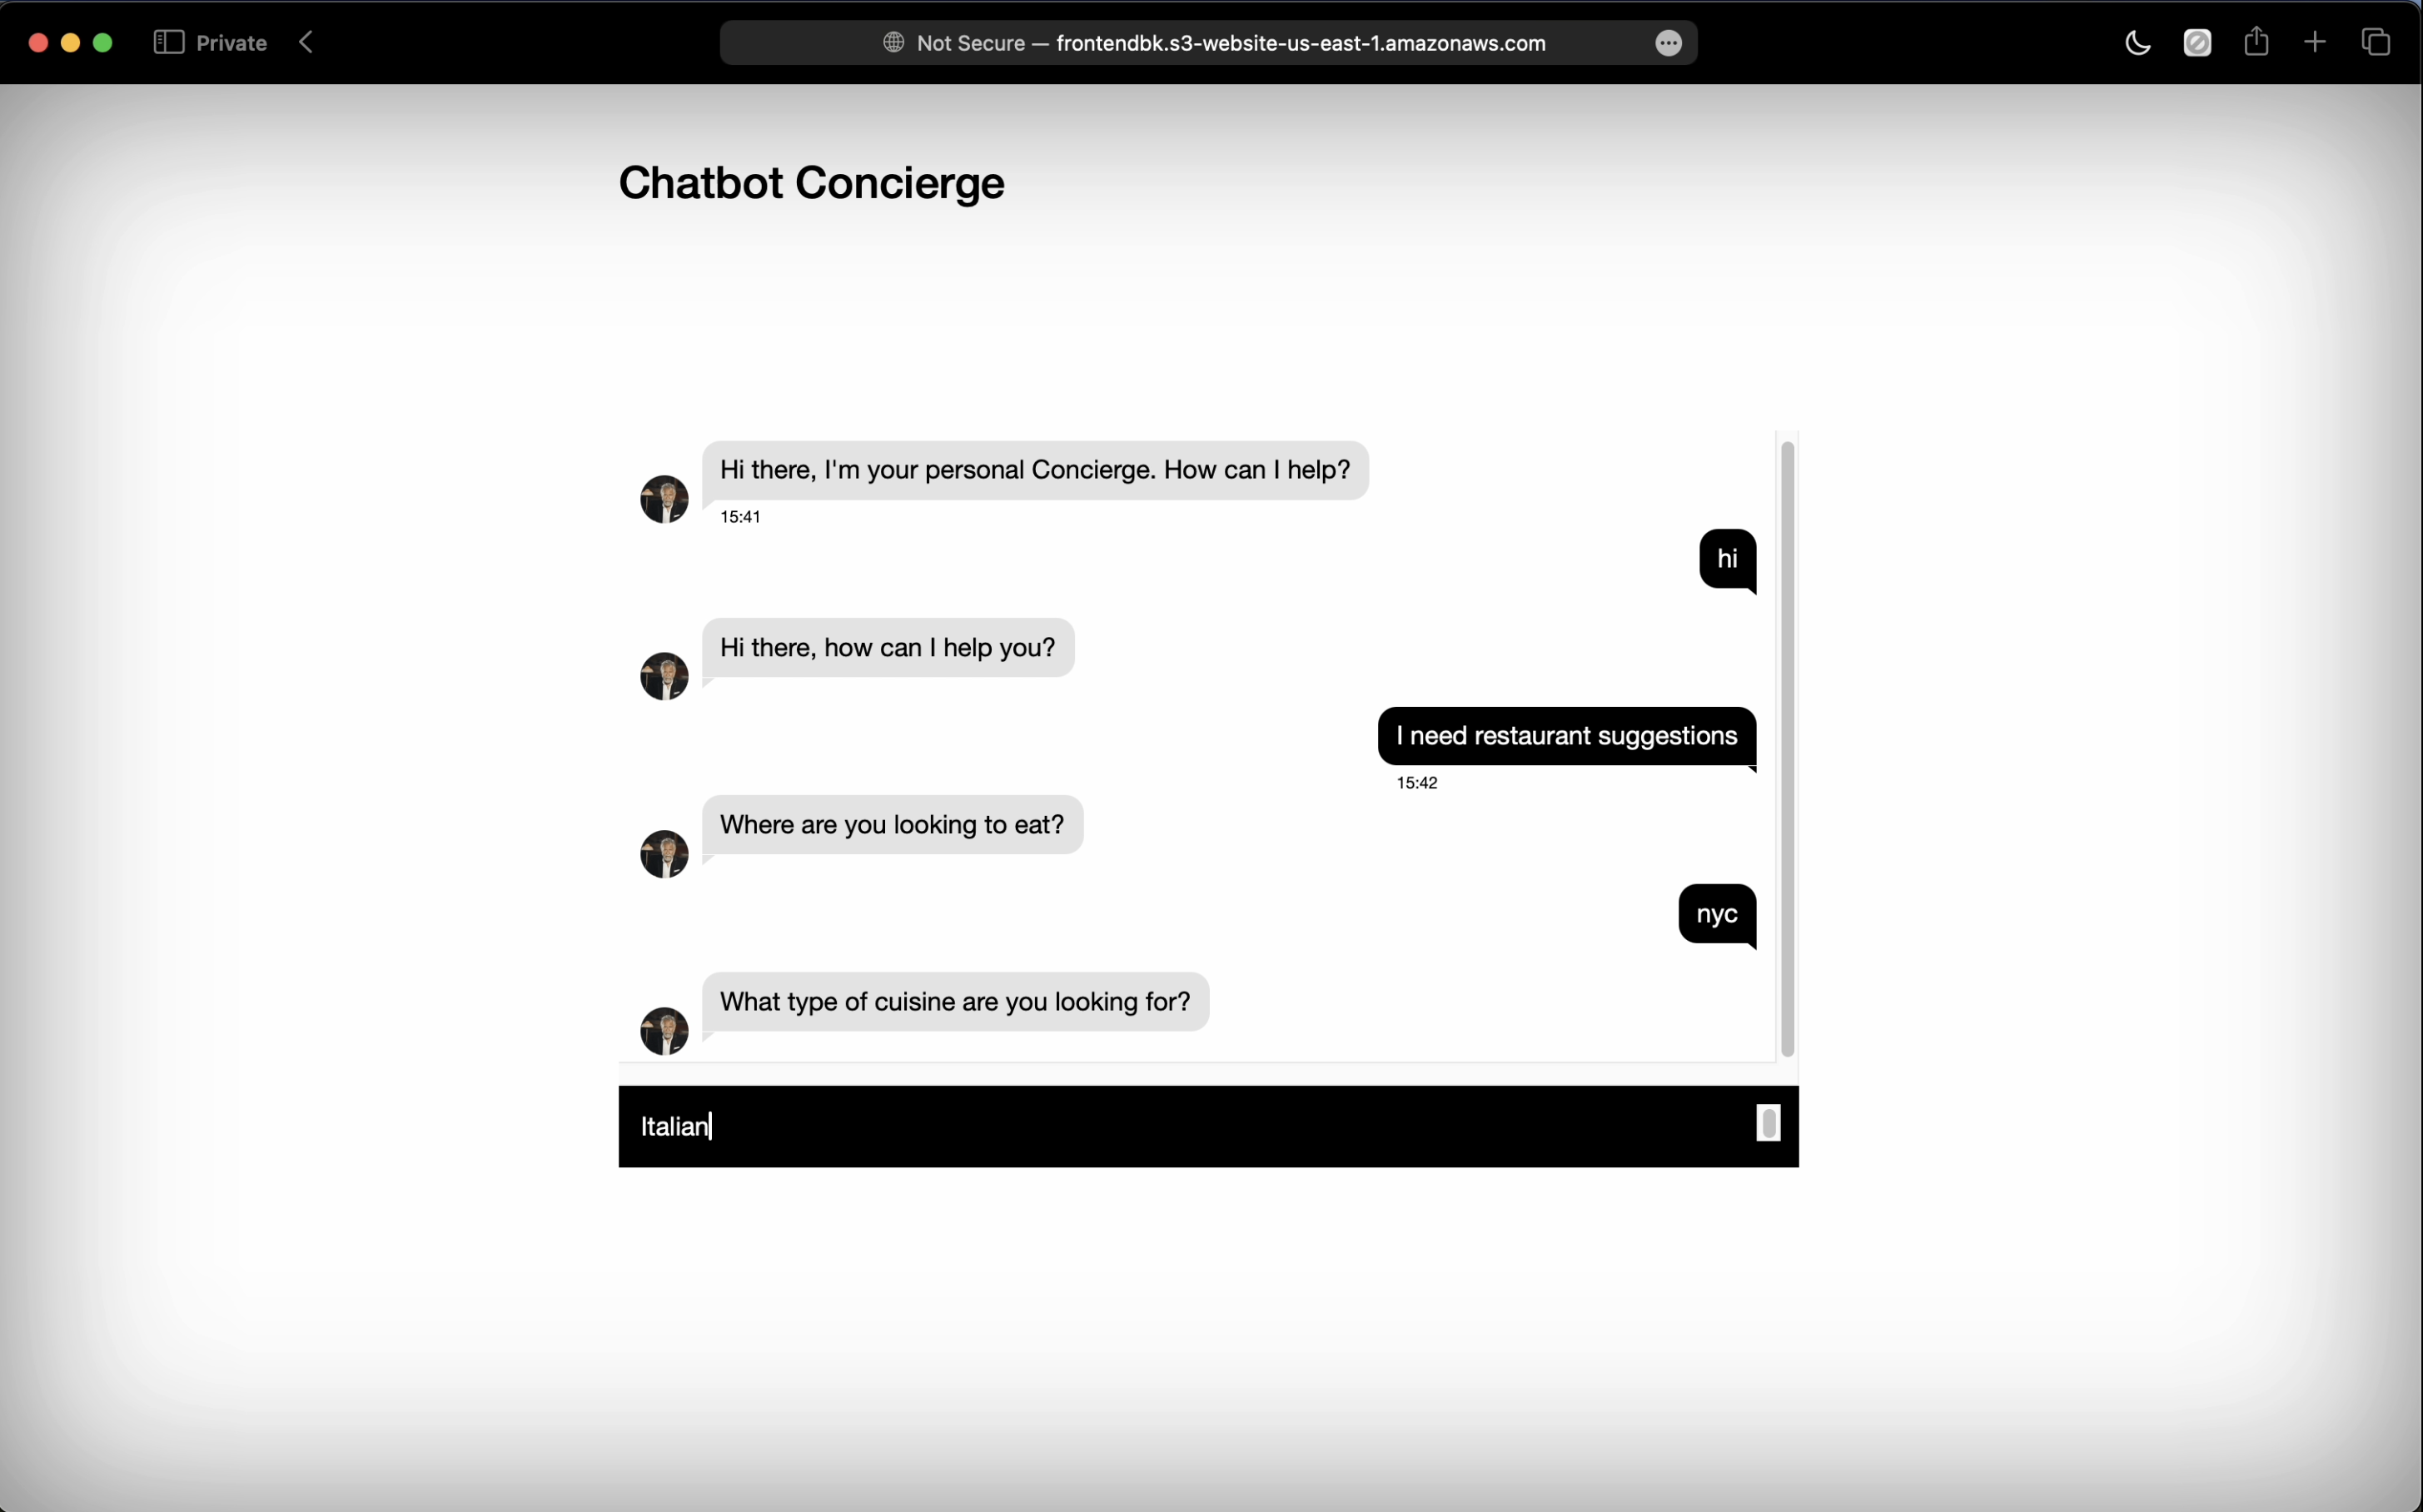 Private
Not Secure — frontendbk.s3-website-us-east-1.amazonaws.com
Chatbot Concierge
Hi there, I'm your personal Concierge. How can I help?
15:41
hi
Hi there, how can I help you?
I need restaurant suggestions
15:42
Where are you looking to eat?
nyc
What type of cuisine are you looking for?
Italian